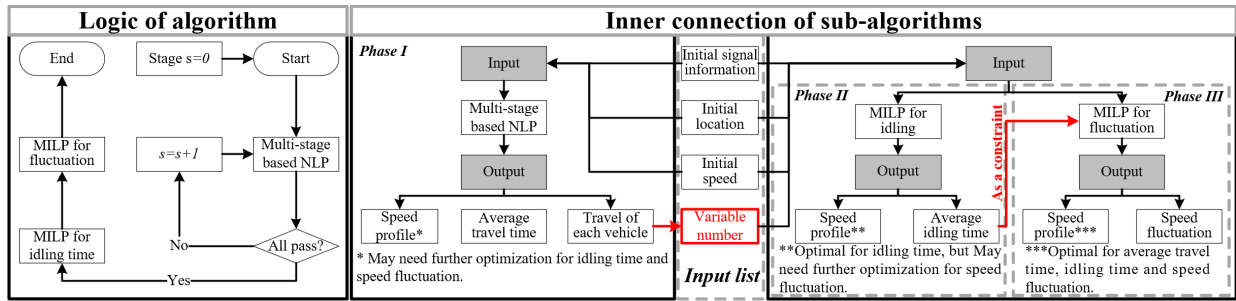 Logic of algorithm
End
Stage s=0
Start
MILP for
fluctuation
s=s+1
Multi-stage
based NLP
MILP for
idling time
No
All pass?
Yes
Inner connection of sub-algorithms
Phase I
Input
Multi-stage
based NLP
Output
Speed
profile*
Average
travel time
Travel of
each vehicle
* May need further optimization for idling time and
speed fluctuation.
Initial signal
information
Initial
location
Initial
speed
Variable
number
Input list
Input
Phase II
MILP for
idling
Output
Speed
profile**
Average
idling time
**Optimal for idling time, but May
need further optimization for speed
fluctuation.
As a constraint
Phase III
MILP for
fluctuation
Output
Speed
profile***
Speed
fluctuation
***Optimal for average travel
time, idling time and speed
fluctuation.